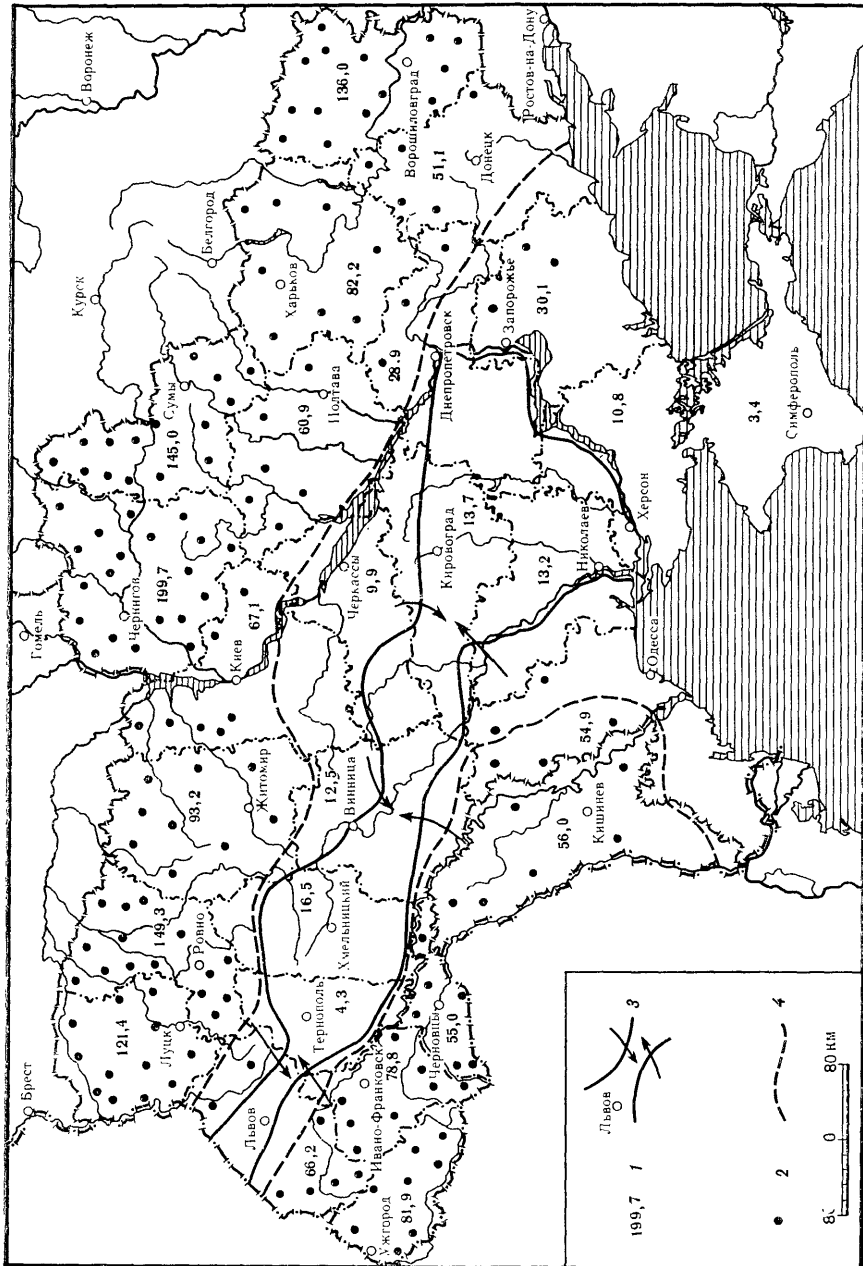 Брест
Гомель
Курск
Воронеж
121,4
Луцк
149,3
Ровно
93,2
Житомир
Чернигов
199,7
67,1
Киев
Сумы
145,0
Белгород
Харьков
82,2
136,0
Ворошиловград
51,1
Донецк
Ростов-на-Дону
Львов
66,2
Тернополь
4,3
16,5
Хмельницкий
12,5
Винница
Черкассы
9,9
60,9
Полтава
28,9
Днепропетровск
Запорожье
30,1
Ужгород
81,9
Ивано-Франковск
78,8
Черновцы
55,0
56,0
Кишинев
54,9
Одесса
Кировоград
13,7
13,2
Николаев
Херсон
10,8
3,4
Симферополь
199,7 1
Львов
3
2
4
80 0 80 км